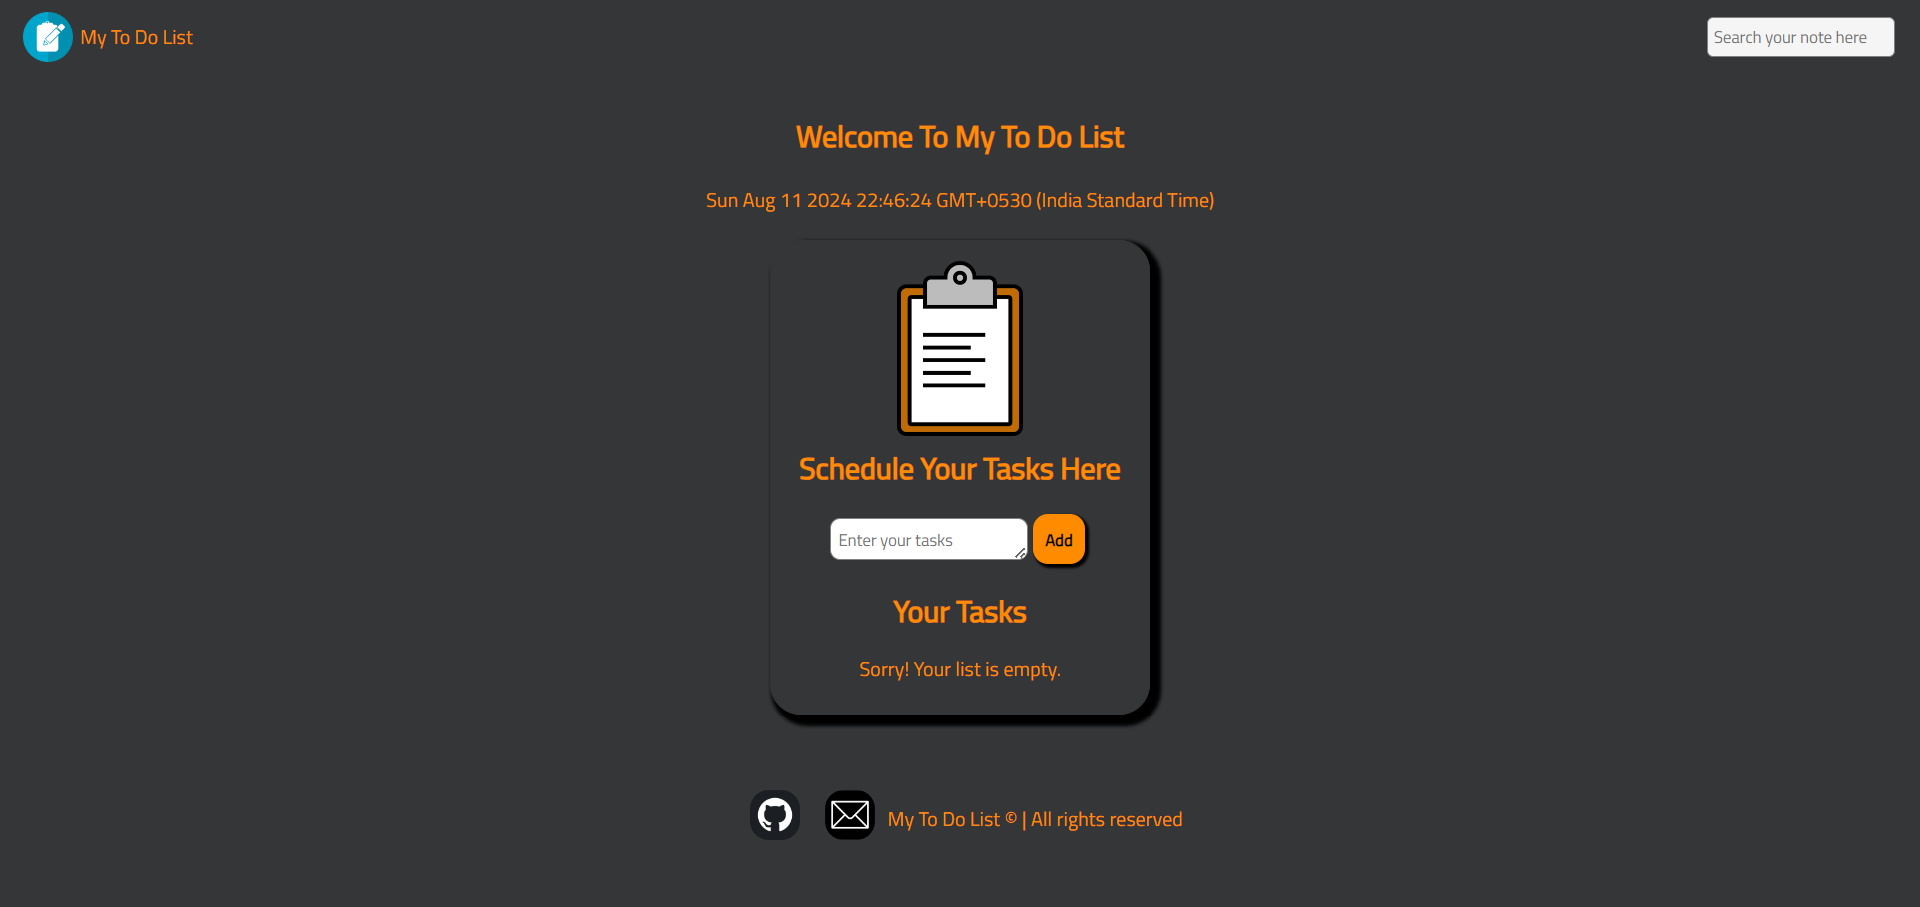 My To Do List
Search your note here
Welcome To My To Do List
Sun Aug 11 2024 22:46:24 GMT+0530 (India Standard Time)
Schedule Your Tasks Here
Enter your tasks
Add
Your Tasks
Sorry! Your list is empty.
My To Do List © | All rights reserved